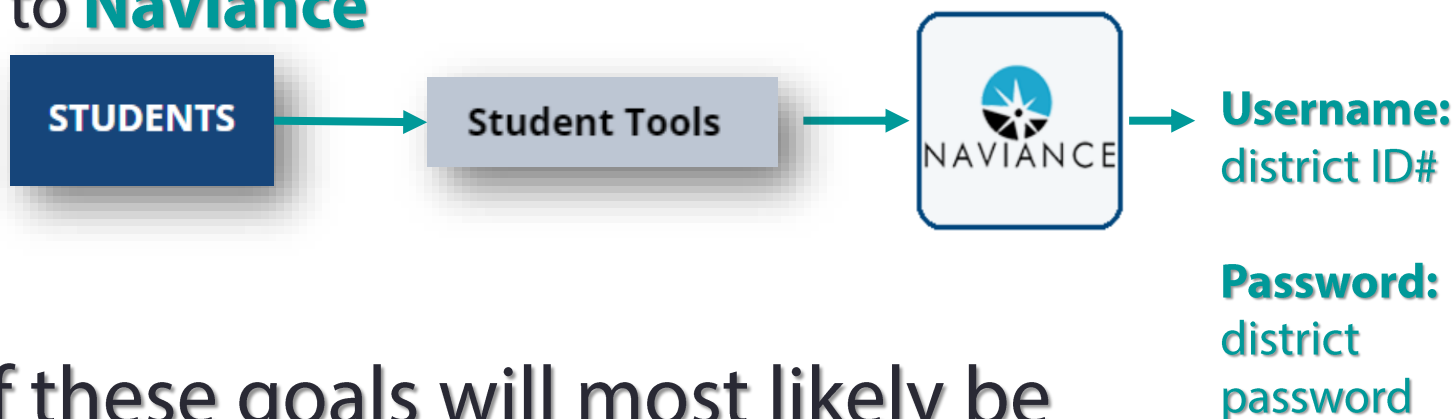 to Naviance
STUDENTS
Student Tools
NAVIANCE
Username:
district ID#
Password:
district
password
f these goals will most likely be